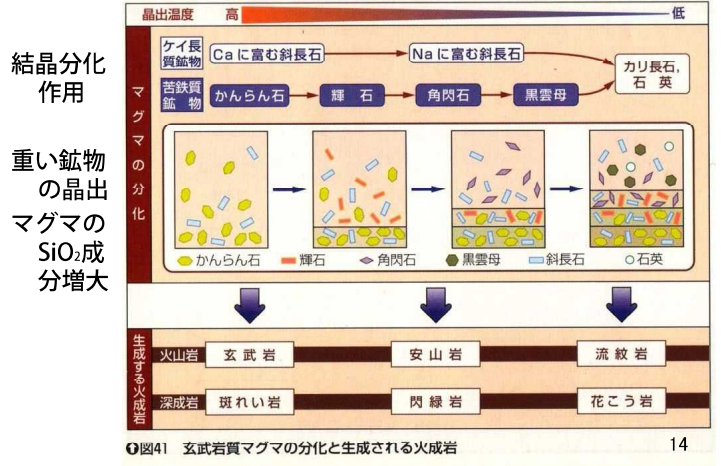 晶出温度 高 低
結晶分化
作用
重い鉱物
の晶出
マグマの
SiO₂成
分増大
マグマの分化
ケイ長
質鉱物
Caに富む斜長石
Naに富む斜長石
カリ長石,
石英
苦鉄質
鉱物
かんらん石
輝石
角閃石
黒雲母
かんらん石 輝石 角閃石 黒雲母 斜長石 石英
生成する火成岩
火山岩 玄武岩 安山岩 流紋岩
深成岩 斑れい岩 閃緑岩 花こう岩
図41 玄武岩質マグマの分化と生成される火成岩
14